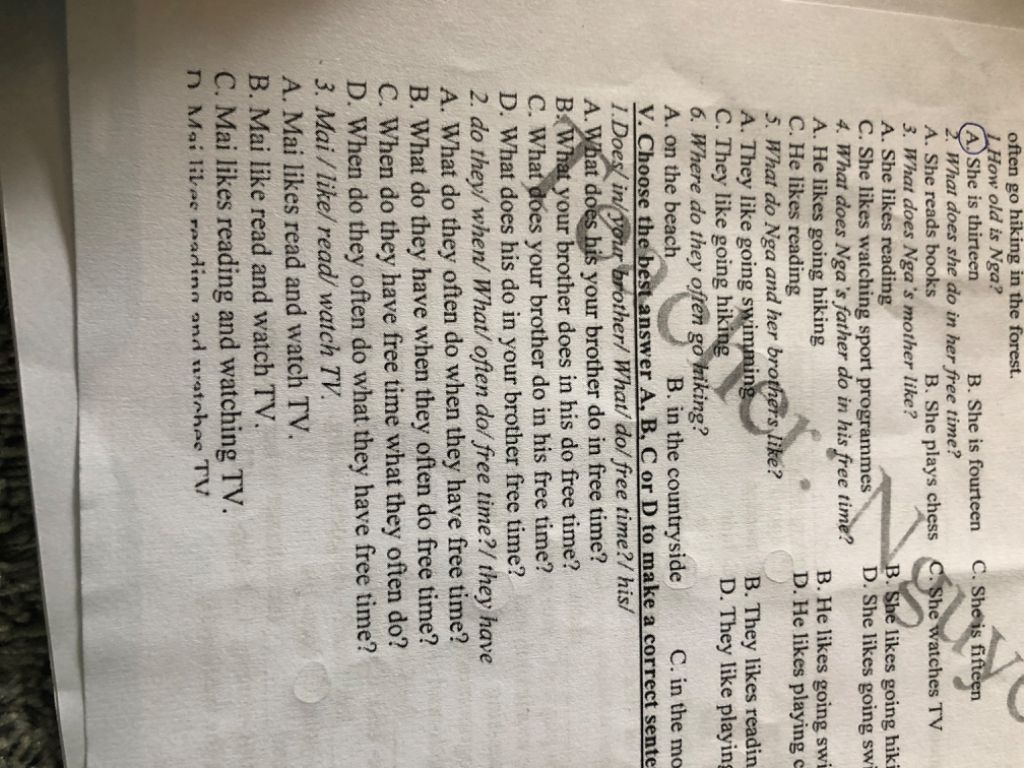 often go hiking in the forest.
1.How old is Nga?
A. She is thirteen B. She is fourteen C. She is fifteen
2. What does she do in her free time?
A. She reads books B. She plays chess C. She watches TV
3. What does Nga's mother like?
A. She likes reading B. She likes going hiki
C. She likes watching sport programmes D. She likes going swi
4. What does Nga's father do in his free time?
A. He likes going hiking B. He likes going swi
C. He likes reading D. He likes playing c
5. What do Nga and her brothers like?
A. They like going swimming B. They likes readin
C. They like going hiking D. They like playing
6. Where do they often go hiking?
A. on the beach B. in the countryside C. in the mo
V. Choose the best answer A, B, C or D to make a correct sente
1.Does/ in/ your brother/ What/ do/ free time?/ his/
A. What does his your brother do in free time?
B. What your brother does in his do free time?
C. What does your brother do in his free time?
D. What does his do in your brother free time?
2. do they/ when/ What/ often do/ free time?/ they have
A. What do they often do when they have free time?
B. What do they have when they often do free time?
C. When do they have free time what they often do?
D. When do they often do what they have free time?
3. Mai / like/ read/ watch TV.
A. Mai likes read and watch TV.
B. Mai like read and watch TV.
C. Mai likes reading and watching TV.
D Mai likes reading and watches TV
Teacher. Nguye